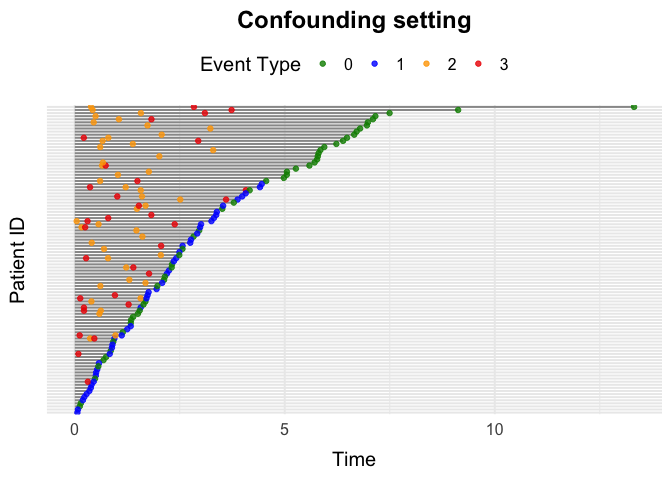 Confounding setting
Event Type 0 1 2 3
Patient ID
0 5 10
Time